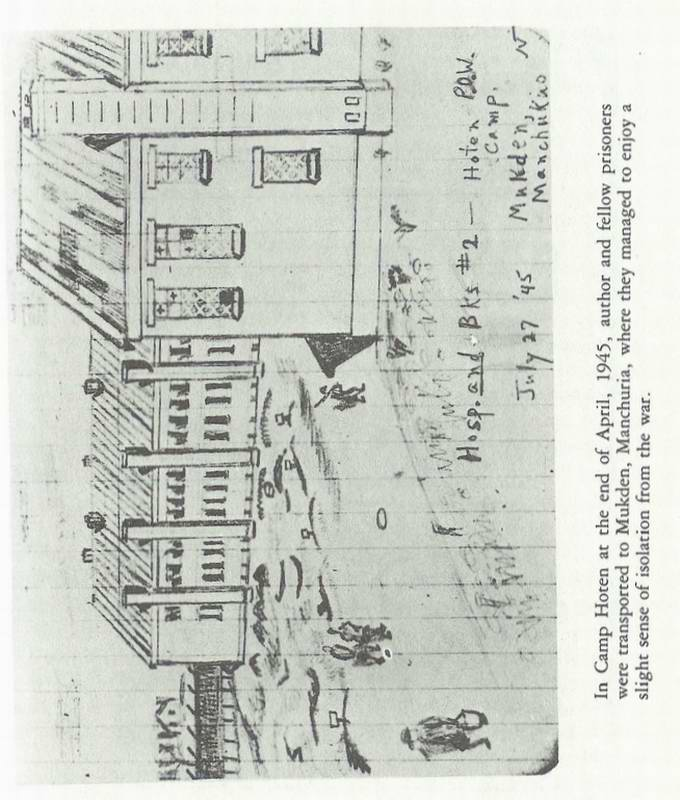 Hosp. and Bks #2 — Hoten P.O.W.
Camp.
July 27 '45 Mukden,
Manchukuo
In Camp Hoten at the end of April, 1945, author and fellow prisoners
were transported to Mukden, Manchuria, where they managed to enjoy a
slight sense of isolation from the war.